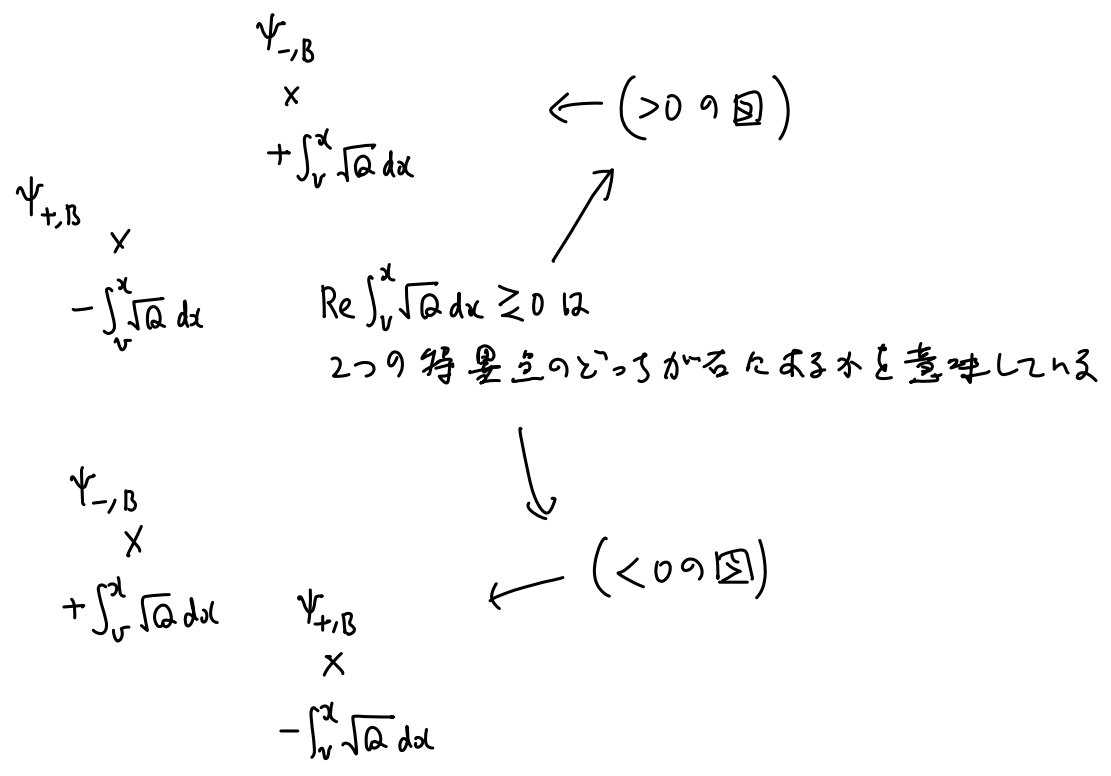 ψ_{-,B}
×
+∫_v^x √Q dx
← (>0 の図)
ψ_{+,B}
×
-∫_v^x √Q dx
Re ∫_v^x √Q dx ≷ 0 は
2つの特異点のどっちが右にあるかを意味している
ψ_{-,B}
×
+∫_v^x √Q dx
← (<0 の図)
ψ_{+,B}
×
-∫_v^x √Q dx